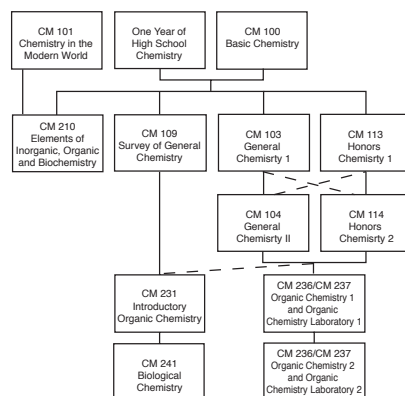 CM 101
Chemistry in the
Modern World
One Year of
High School
Chemistry
CM 100
Basic Chemistry
CM 210
Elements of
Inorganic, Organic
and Biochemistry
CM 109
Survey of General
Chemistry
CM 103
General
Chemisrty 1
CM 113
Honors
Chemisrty 1
CM 104
General
Chemisrty II
CM 114
Honors
Chemisrty 2
CM 231
Introductory
Organic Chemistry
CM 236/CM 237
Organic Chemistry 1
and Organic
Chemistry Laboratory 1
CM 241
Biological
Chemistry
CM 236/CM 237
Organic Chemistry 2
and Organic
Chemistry Laboratory 2